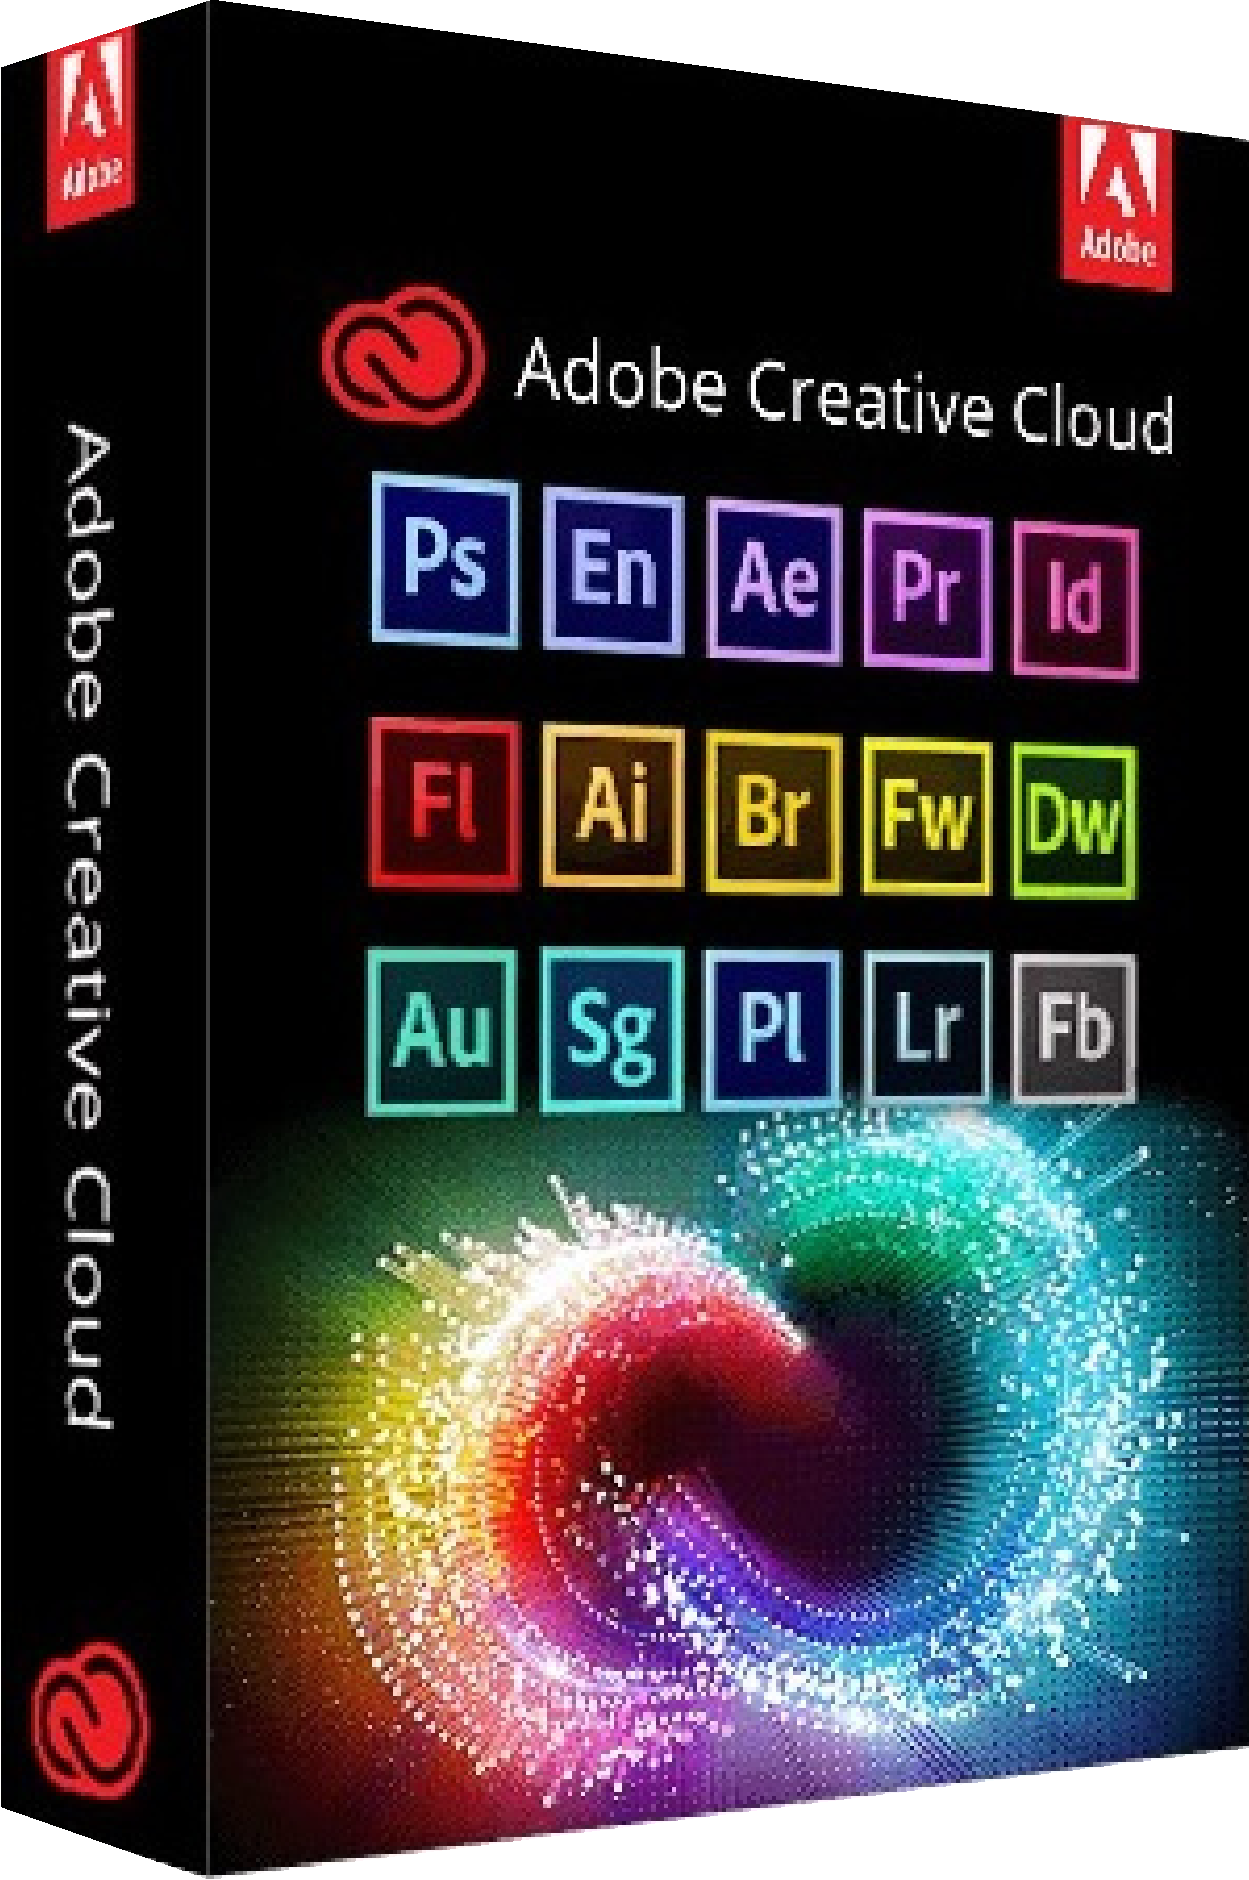 Adobe
Adobe Creative Cloud
Adobe
Adobe Creative Cloud
Ps En Ae Pr Id
Fl Ai Br Fw Dw
Au Sg Pl Lr Fb